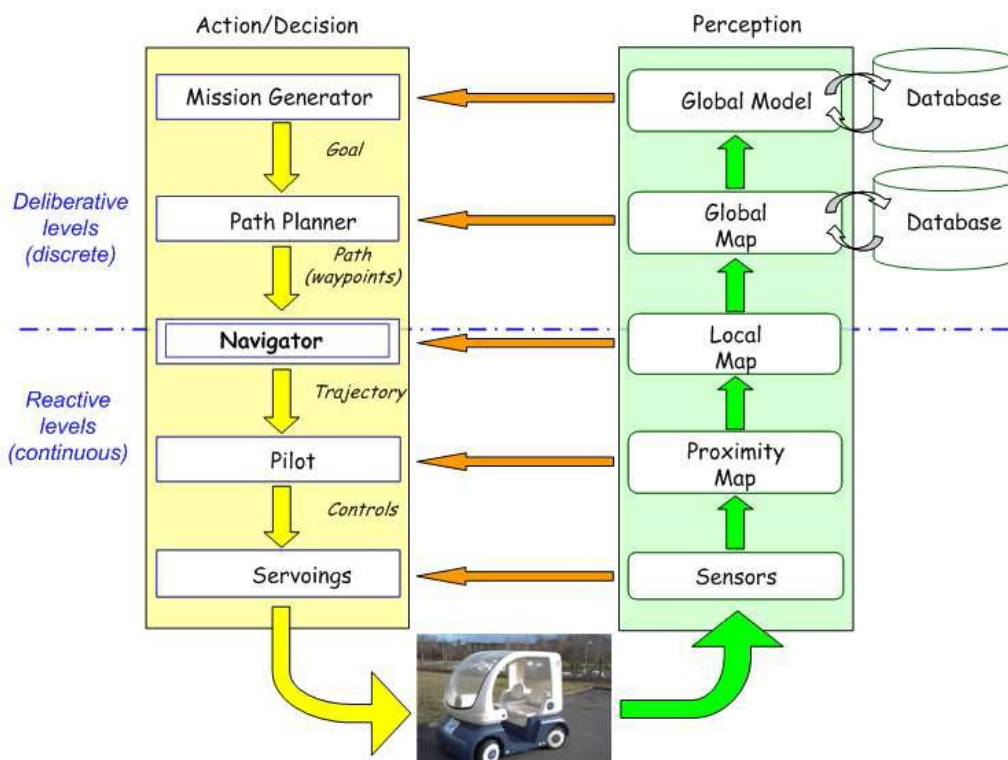 Action/Decision
Perception
Mission Generator
Global Model
Database
Goal
Deliberative
levels
(discrete)
Path Planner
Global
Map
Database
Path
(waypoints)
Navigator
Local
Map
Trajectory
Reactive
levels
(continuous)
Pilot
Proximity
Map
Controls
Servoings
Sensors